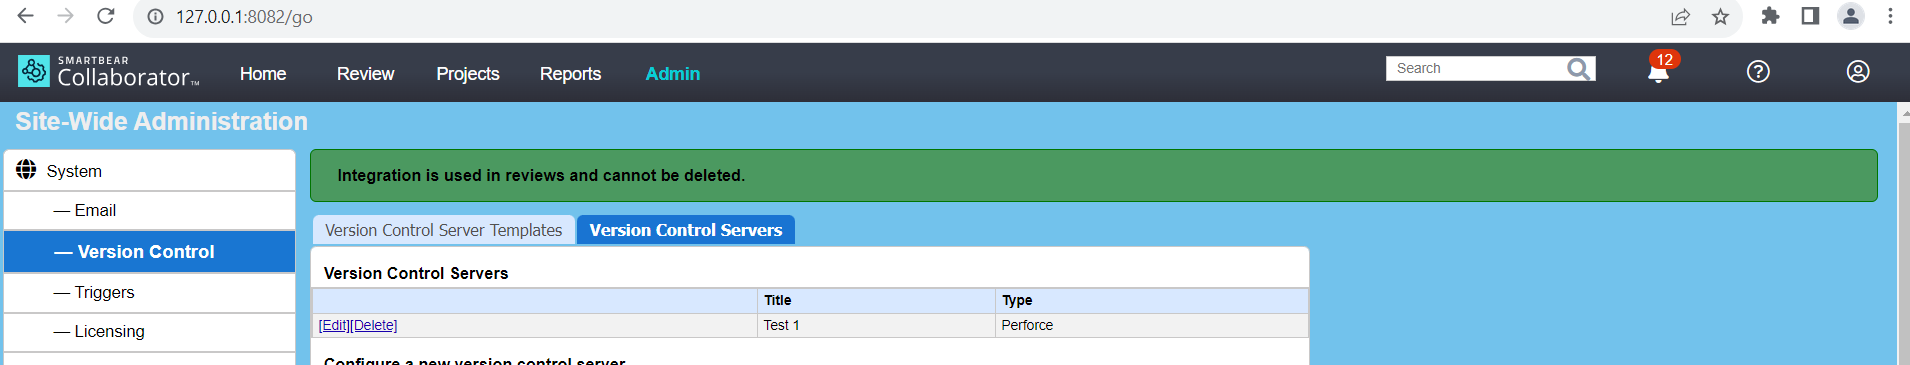 127.0.0.1:8082/go
SMARTBEAR
Collaborator™
Home
Review
Projects
Reports
Admin
Search
12
Site-Wide Administration
System
— Email
— Version Control
— Triggers
— Licensing
Integration is used in reviews and cannot be deleted.
Version Control Server Templates
Version Control Servers
Version Control Servers
Title
Type
[Edit][Delete]
Test 1
Perforce
Configure a new version control server